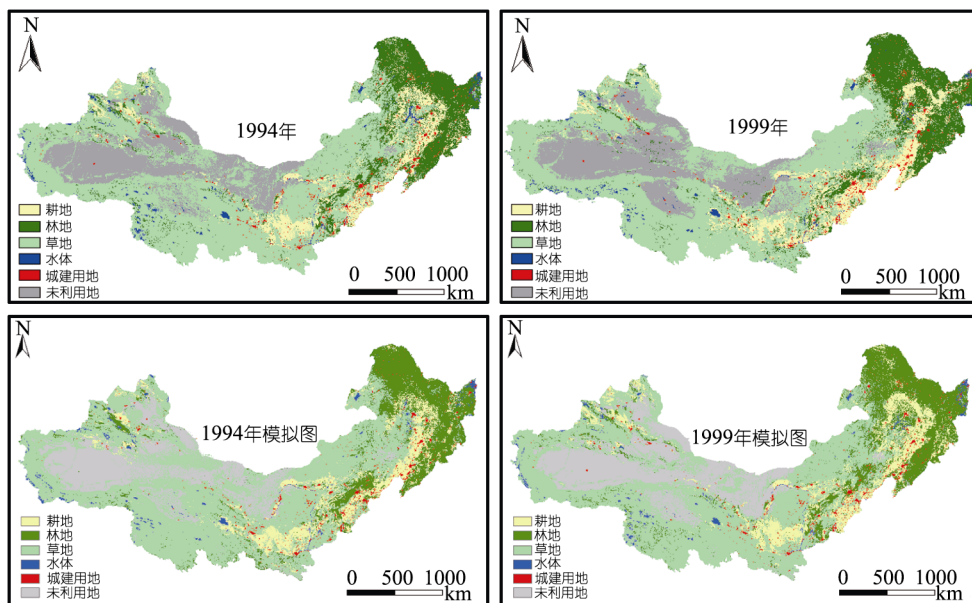 N
1994年
耕地
林地
草地
水体
城建用地
未利用地
0 500 1000
km
N
1999年
耕地
林地
草地
水体
城建用地
未利用地
0 500 1000
km
N
1994年模拟图
耕地
林地
草地
水体
城建用地
未利用地
0 500 1000
km
N
1999年模拟图
耕地
林地
草地
水体
城建用地
未利用地
0 500 1000
km